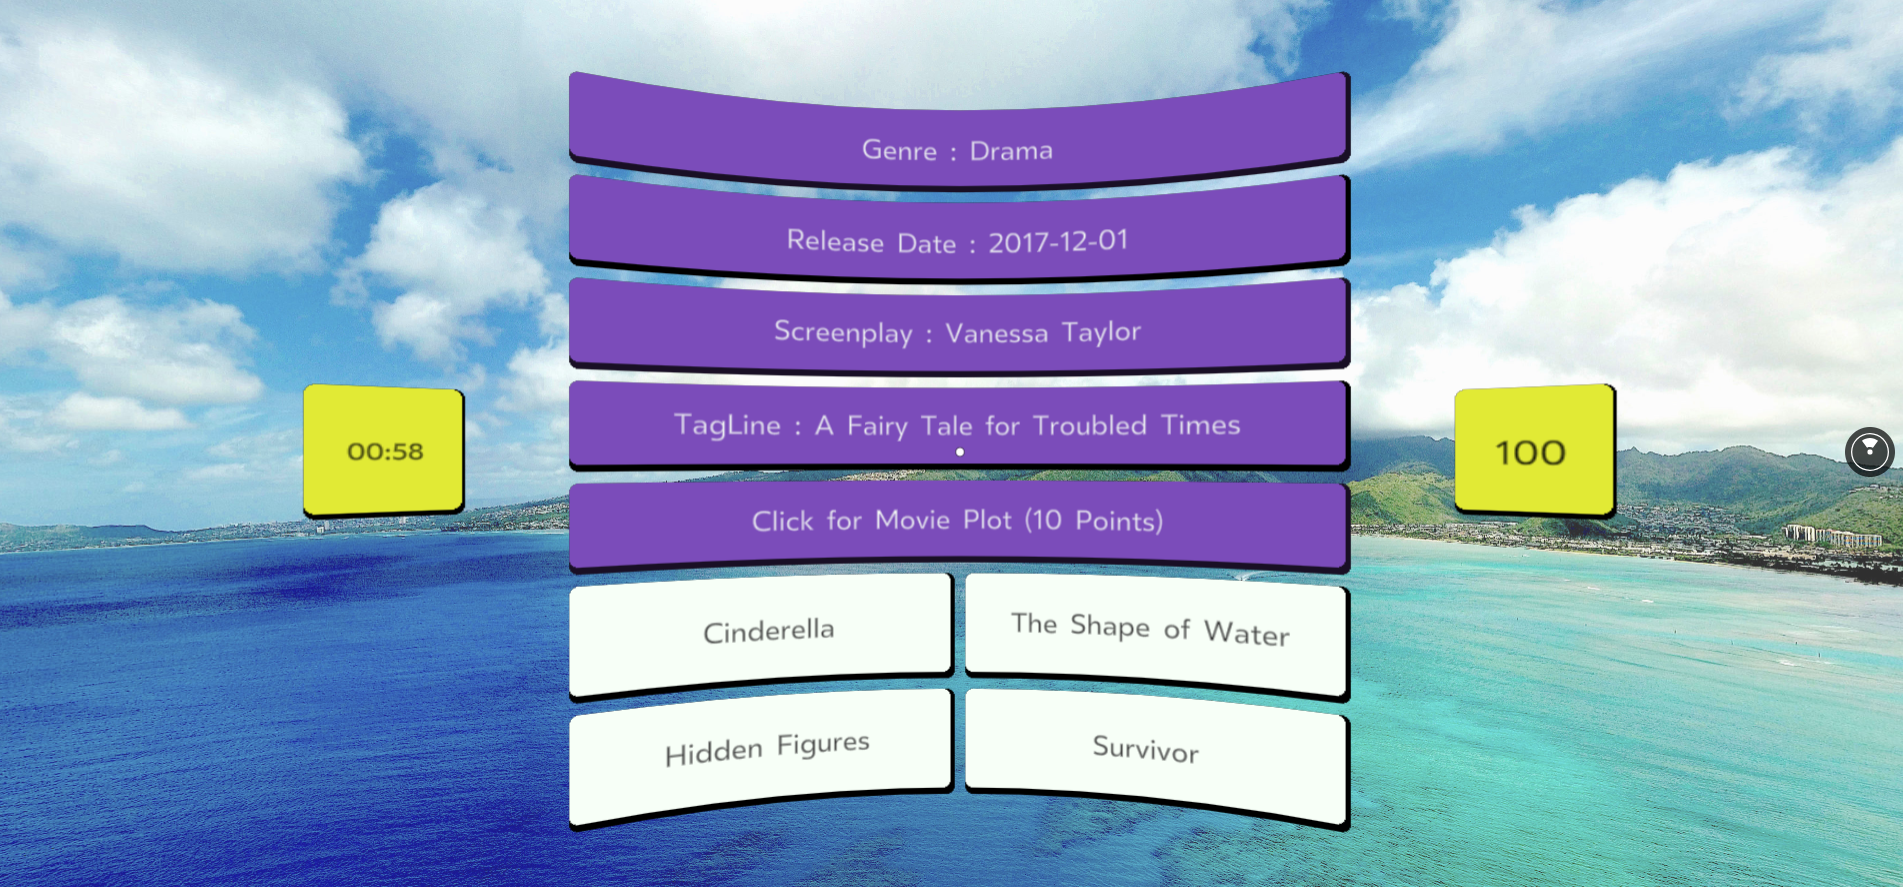 Genre : Drama
Release Date : 2017-12-01
Screenplay : Vanessa Taylor
TagLine : A Fairy Tale for Troubled Times
00:58
100
Click for Movie Plot (10 Points)
Cinderella
The Shape of Water
Hidden Figures
Survivor